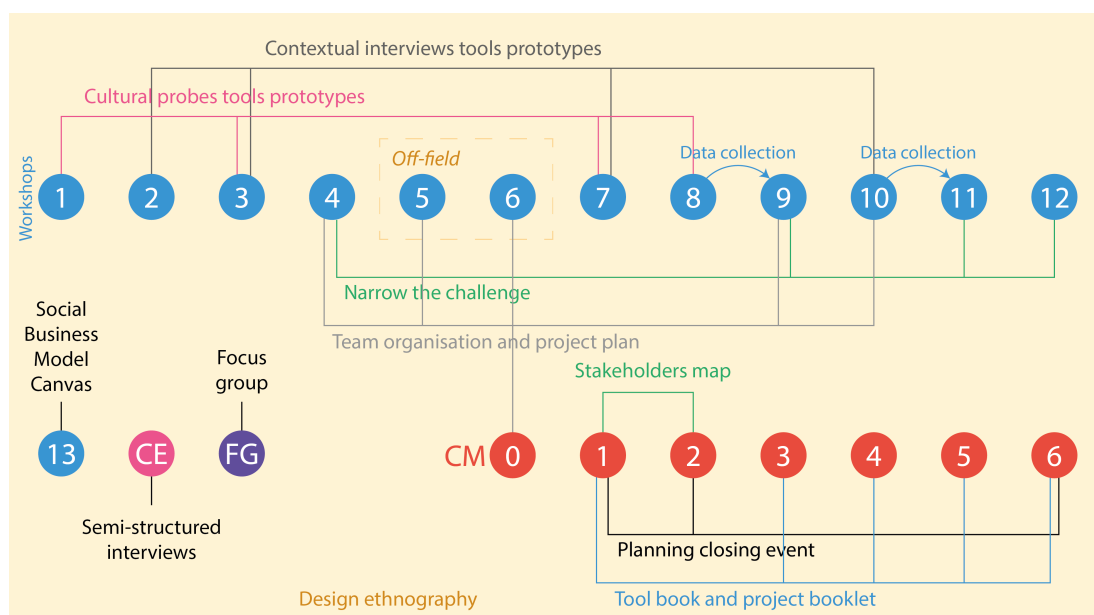 Contextual interviews tools prototypes
Cultural probes tools prototypes
Workshops
Off-field
Data collection
Data collection
1
2
3
4
5
6
7
8
9
10
11
12
Narrow the challenge
Team organisation and project plan
Social
Business
Model
Canvas
Focus
group
Stakeholders map
13
CE
FG
CM
0
1
2
3
4
5
6
Semi-structured
interviews
Planning closing event
Design ethnography
Tool book and project booklet